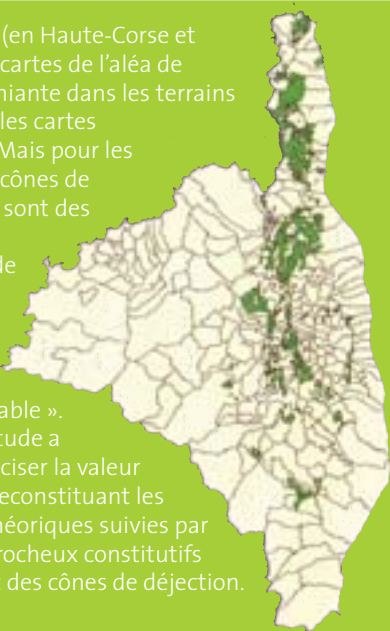 (en Haute-Corse et
cartes de l'aléa de
niante dans les terrains
les cartes
Mais pour les
cônes de
sont des
de
able ».
tude a
ciser la valeur
econstituant les
héoriques suivies par
rocheux constitutifs
des cônes de déjection.